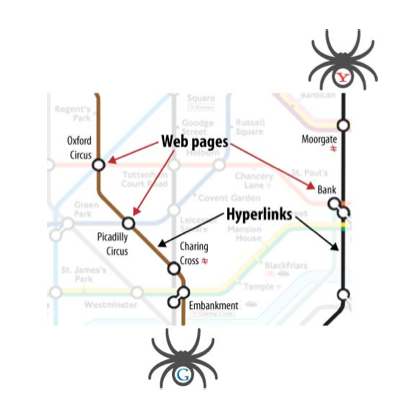 Y
Square
Barbican
Regent's
Park
Oxford
Circus
Web pages
Goodge
Street
Russell
Square
Moorgate
Holborn
Tottenham
Court Road
Chancery
Lane
St. Paul's
Bank
Green
Park
Covent Garden
Hyperlinks
Picadilly
Circus
Leicester
Mansion
House
Charing
Cross
St. James's
Park
Blackfriars
Temple
Westminster
Embankment
G